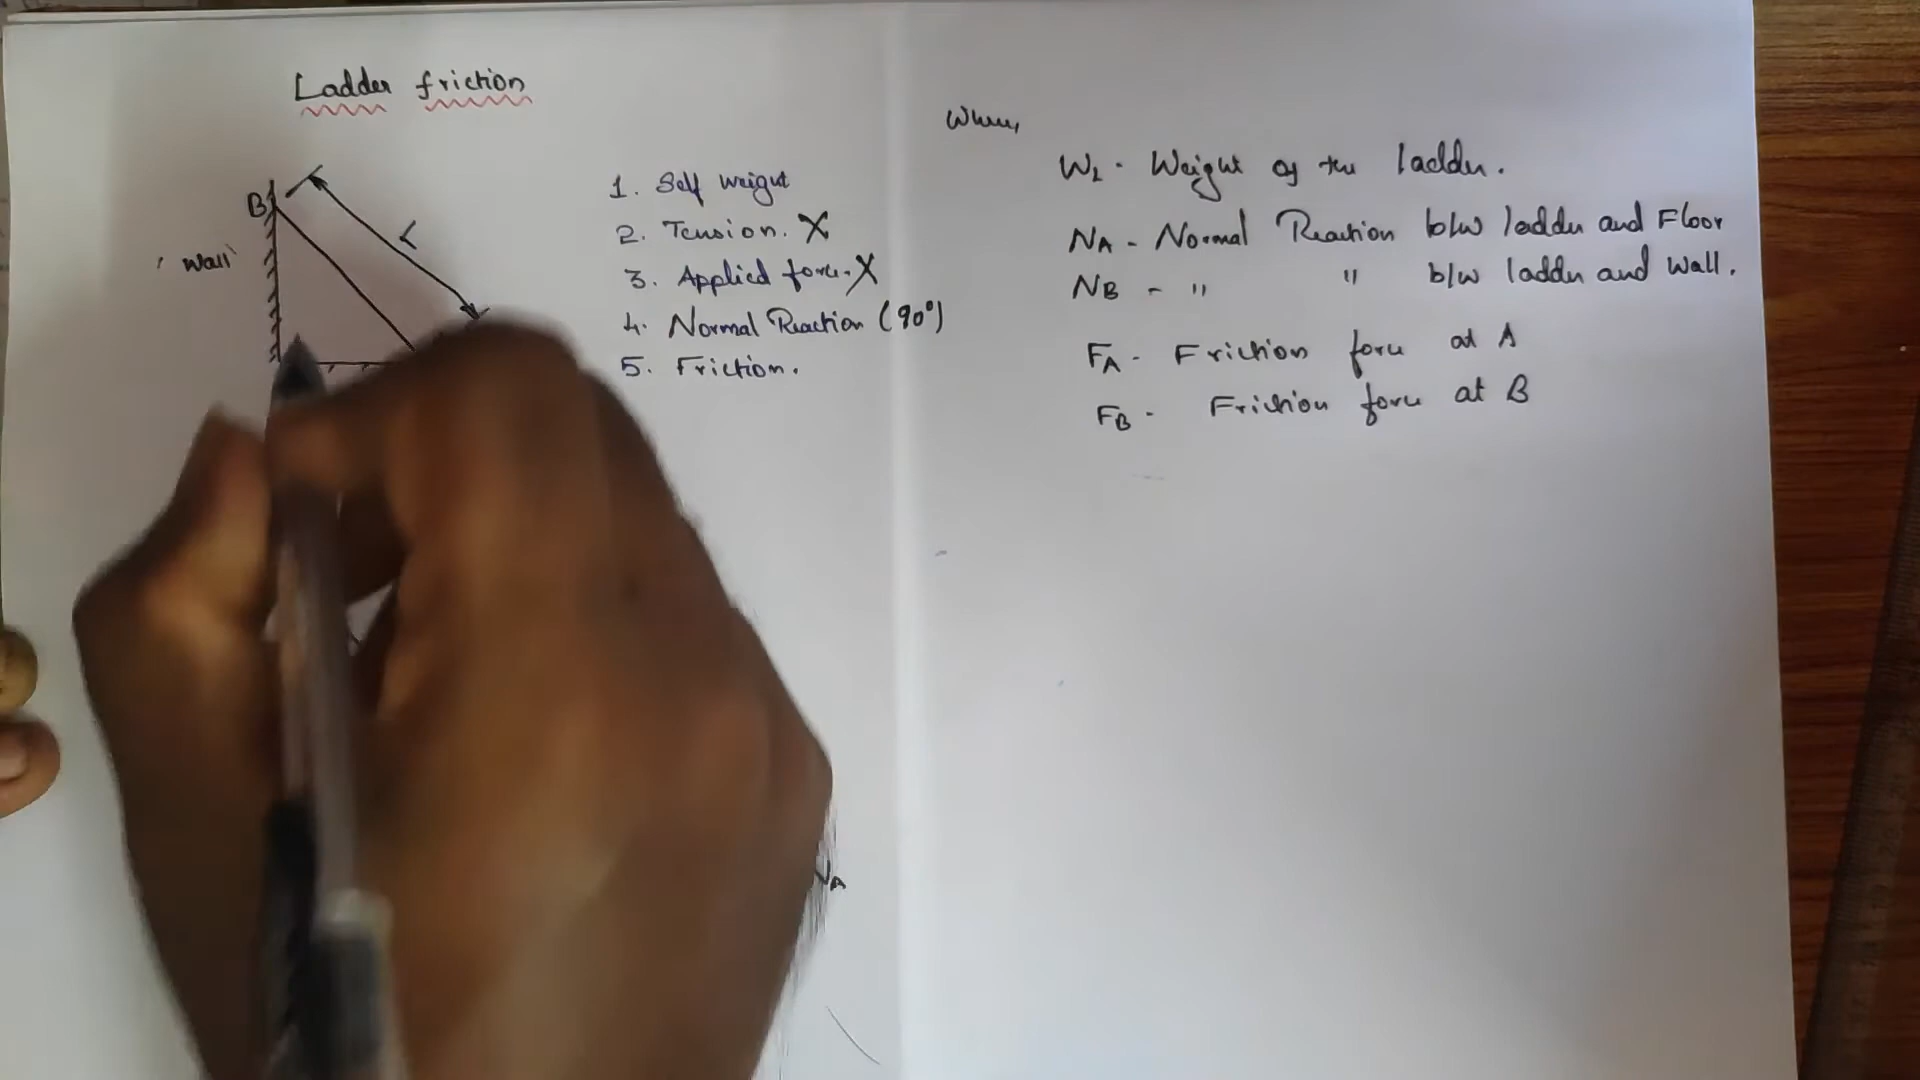 Ladder friction
B
L
Wall
1. Self weight
2. Tension. X
3. Applied force. X
4. Normal Reaction (90°)
5. Friction.
Where,
WL - Weight of the ladder.
NA - Normal Reaction b/w ladder and Floor
NB - " " b/w ladder and wall.
FA - Friction force at A
FB - Friction force at B
NA